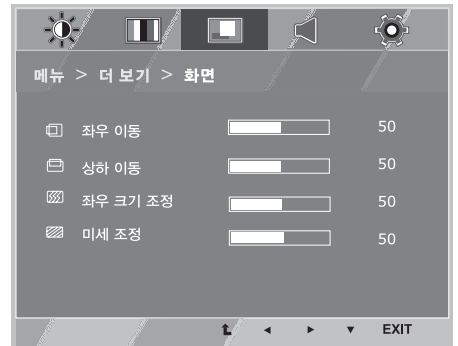 메뉴 > 더 보기 > 화면
좌우 이동 50
상하 이동 50
좌우 크기 조정 50
미세 조정 50
EXIT